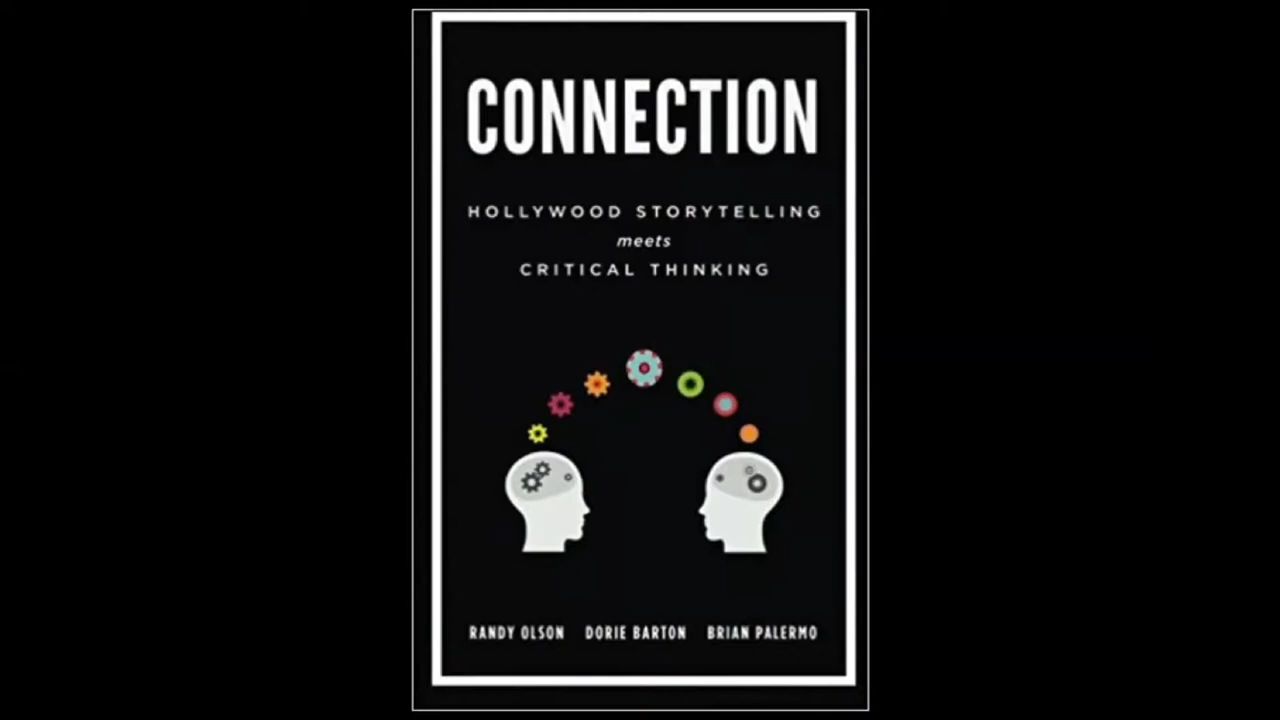 CONNECTION
HOLLYWOOD STORYTELLING
meets
CRITICAL THINKING
RANDY OLSON DORIE BARTON BRIAN PALERMO